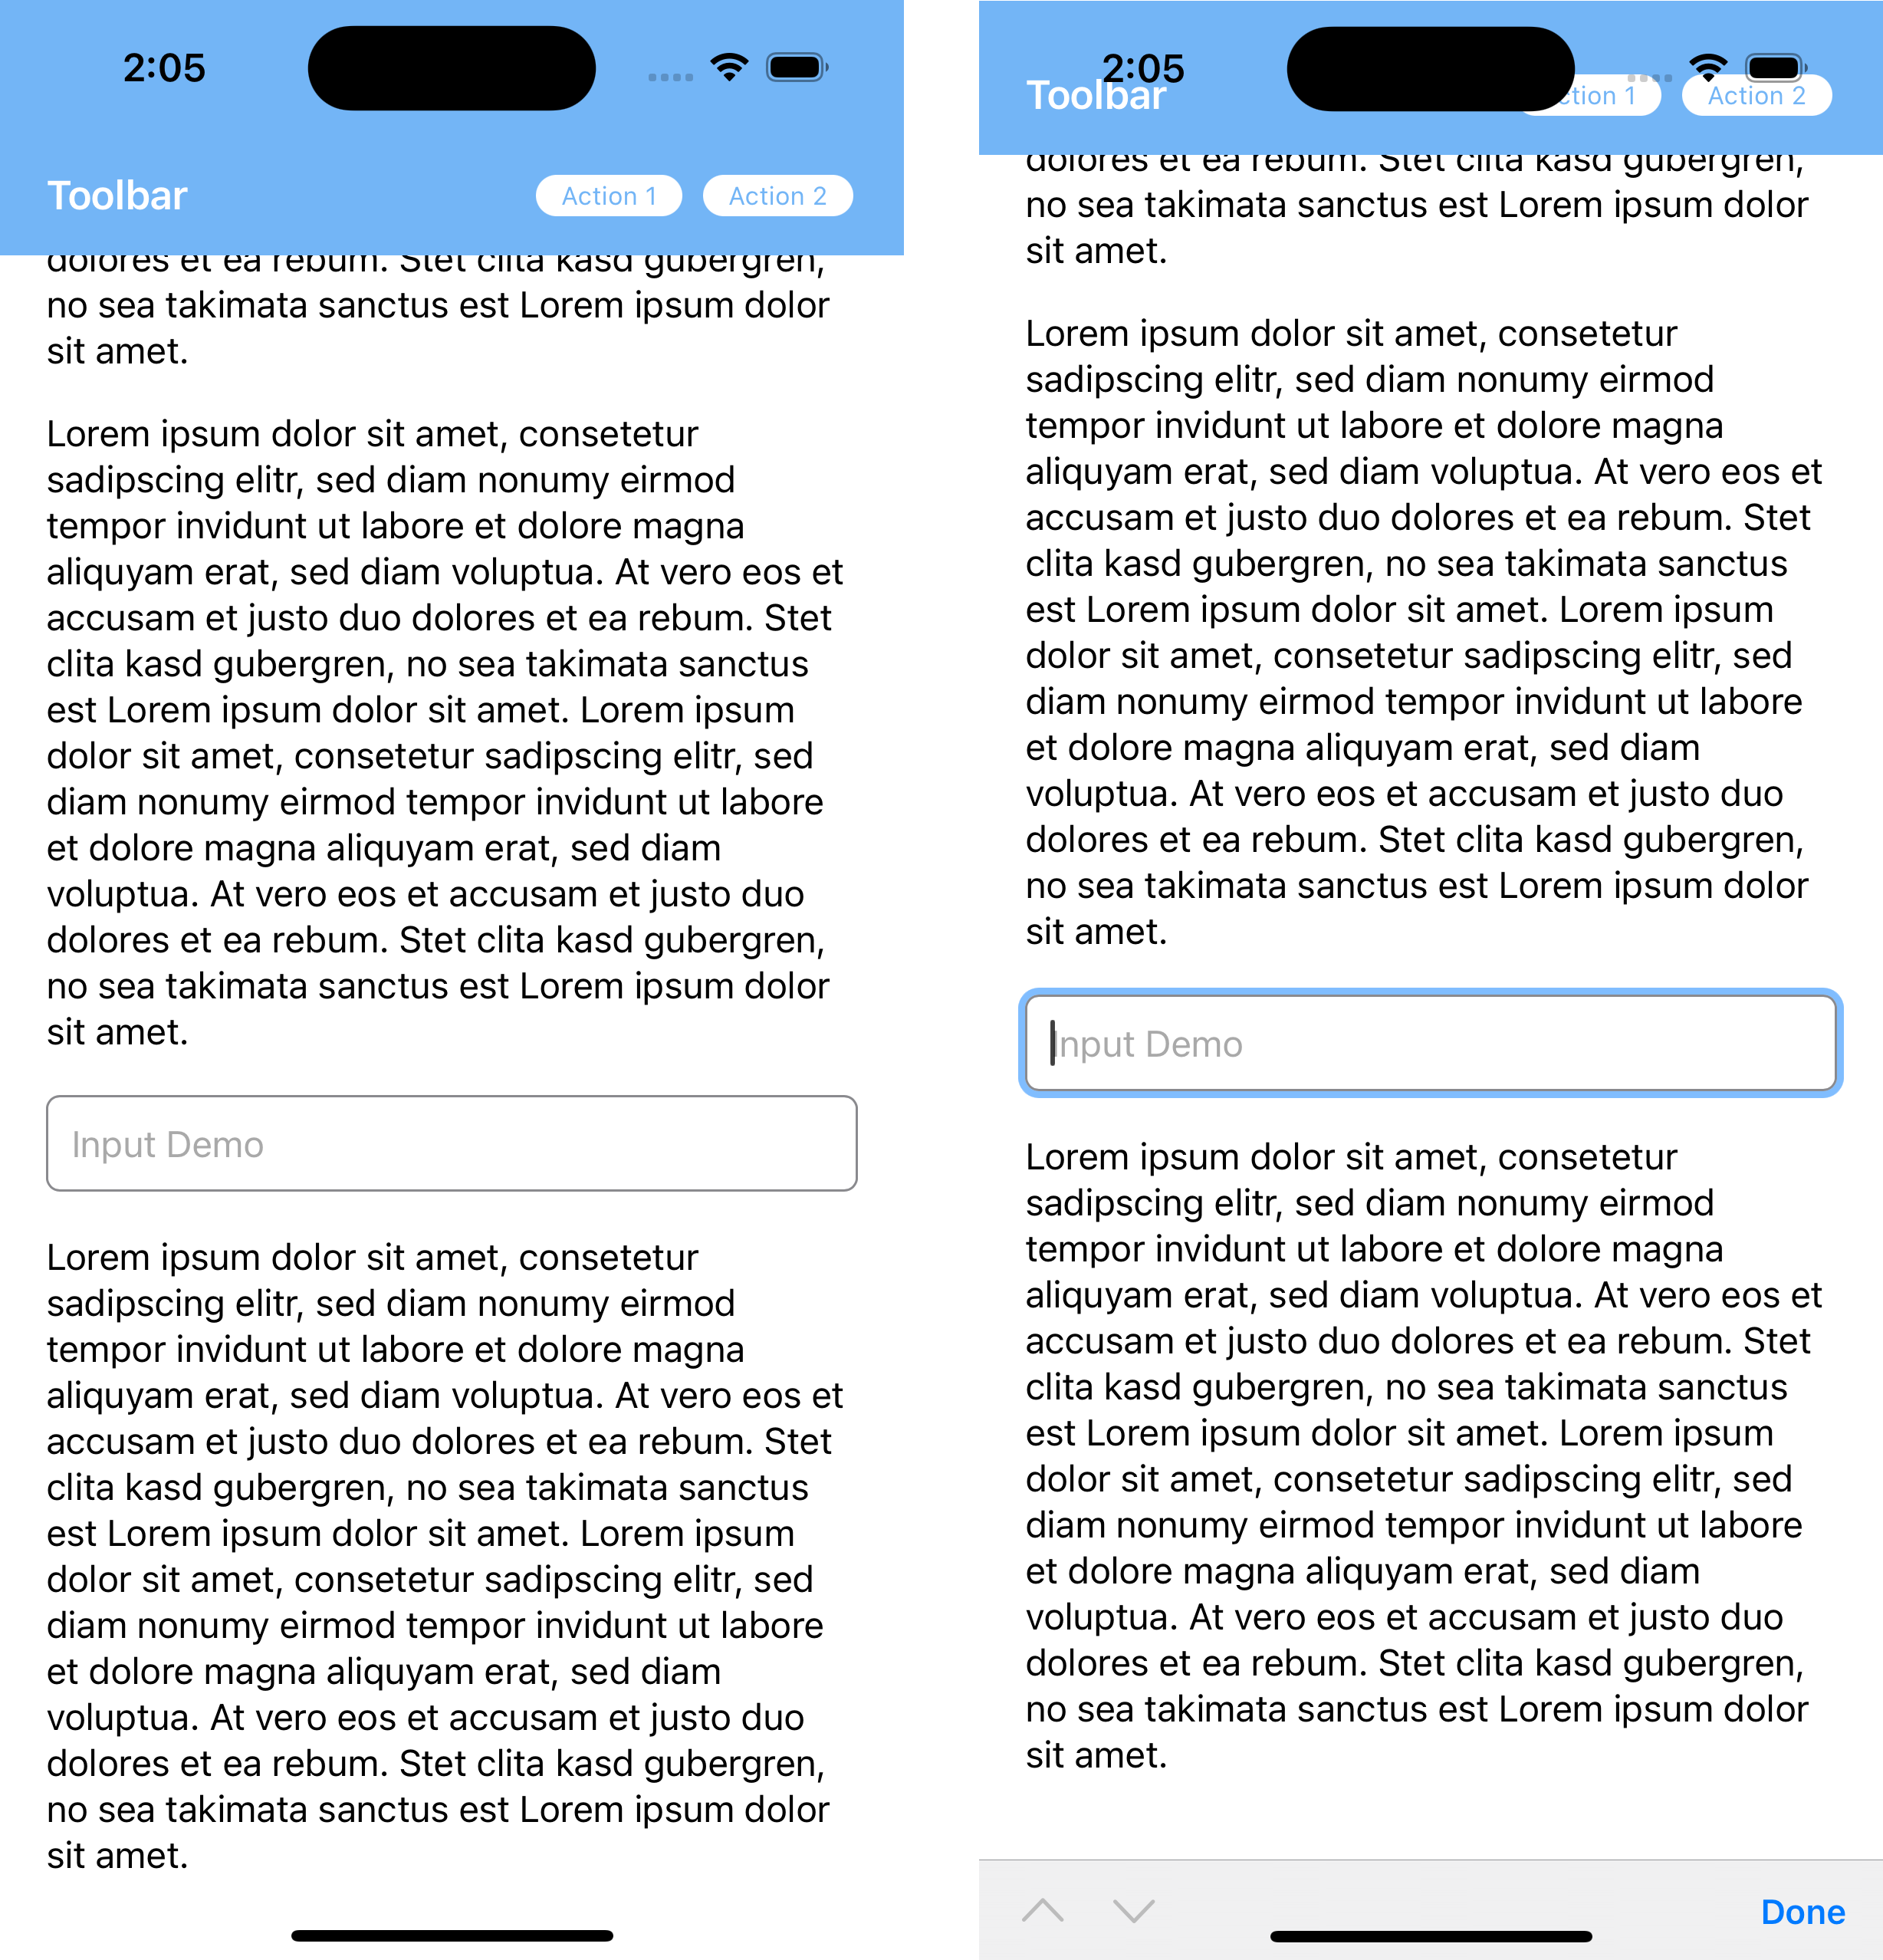 2:05
Toolbar
Action 1
Action 2
dolores et ea rebum. Stet clita kasd gubergren,
no sea takimata sanctus est Lorem ipsum dolor
sit amet.
Lorem ipsum dolor sit amet, consetetur
sadipscing elitr, sed diam nonumy eirmod
tempor invidunt ut labore et dolore magna
aliquyam erat, sed diam voluptua. At vero eos et
accusam et justo duo dolores et ea rebum. Stet
clita kasd gubergren, no sea takimata sanctus
est Lorem ipsum dolor sit amet. Lorem ipsum
dolor sit amet, consetetur sadipscing elitr, sed
diam nonumy eirmod tempor invidunt ut labore
et dolore magna aliquyam erat, sed diam
voluptua. At vero eos et accusam et justo duo
dolores et ea rebum. Stet clita kasd gubergren,
no sea takimata sanctus est Lorem ipsum dolor
sit amet.
Input Demo
Lorem ipsum dolor sit amet, consetetur
sadipscing elitr, sed diam nonumy eirmod
tempor invidunt ut labore et dolore magna
aliquyam erat, sed diam voluptua. At vero eos et
accusam et justo duo dolores et ea rebum. Stet
clita kasd gubergren, no sea takimata sanctus
est Lorem ipsum dolor sit amet. Lorem ipsum
dolor sit amet, consetetur sadipscing elitr, sed
diam nonumy eirmod tempor invidunt ut labore
et dolore magna aliquyam erat, sed diam
voluptua. At vero eos et accusam et justo duo
dolores et ea rebum. Stet clita kasd gubergren,
no sea takimata sanctus est Lorem ipsum dolor
sit amet.
2:05
Toolbar
ction 1
Action 2
dolores et ea rebum. Stet clita kasd gubergren,
no sea takimata sanctus est Lorem ipsum dolor
sit amet.
Lorem ipsum dolor sit amet, consetetur
sadipscing elitr, sed diam nonumy eirmod
tempor invidunt ut labore et dolore magna
aliquyam erat, sed diam voluptua. At vero eos et
accusam et justo duo dolores et ea rebum. Stet
clita kasd gubergren, no sea takimata sanctus
est Lorem ipsum dolor sit amet. Lorem ipsum
dolor sit amet, consetetur sadipscing elitr, sed
diam nonumy eirmod tempor invidunt ut labore
et dolore magna aliquyam erat, sed diam
voluptua. At vero eos et accusam et justo duo
dolores et ea rebum. Stet clita kasd gubergren,
no sea takimata sanctus est Lorem ipsum dolor
sit amet.
Input Demo
Lorem ipsum dolor sit amet, consetetur
sadipscing elitr, sed diam nonumy eirmod
tempor invidunt ut labore et dolore magna
aliquyam erat, sed diam voluptua. At vero eos et
accusam et justo duo dolores et ea rebum. Stet
clita kasd gubergren, no sea takimata sanctus
est Lorem ipsum dolor sit amet. Lorem ipsum
dolor sit amet, consetetur sadipscing elitr, sed
diam nonumy eirmod tempor invidunt ut labore
et dolore magna aliquyam erat, sed diam
voluptua. At vero eos et accusam et justo duo
dolores et ea rebum. Stet clita kasd gubergren,
no sea takimata sanctus est Lorem ipsum dolor
sit amet.
Done